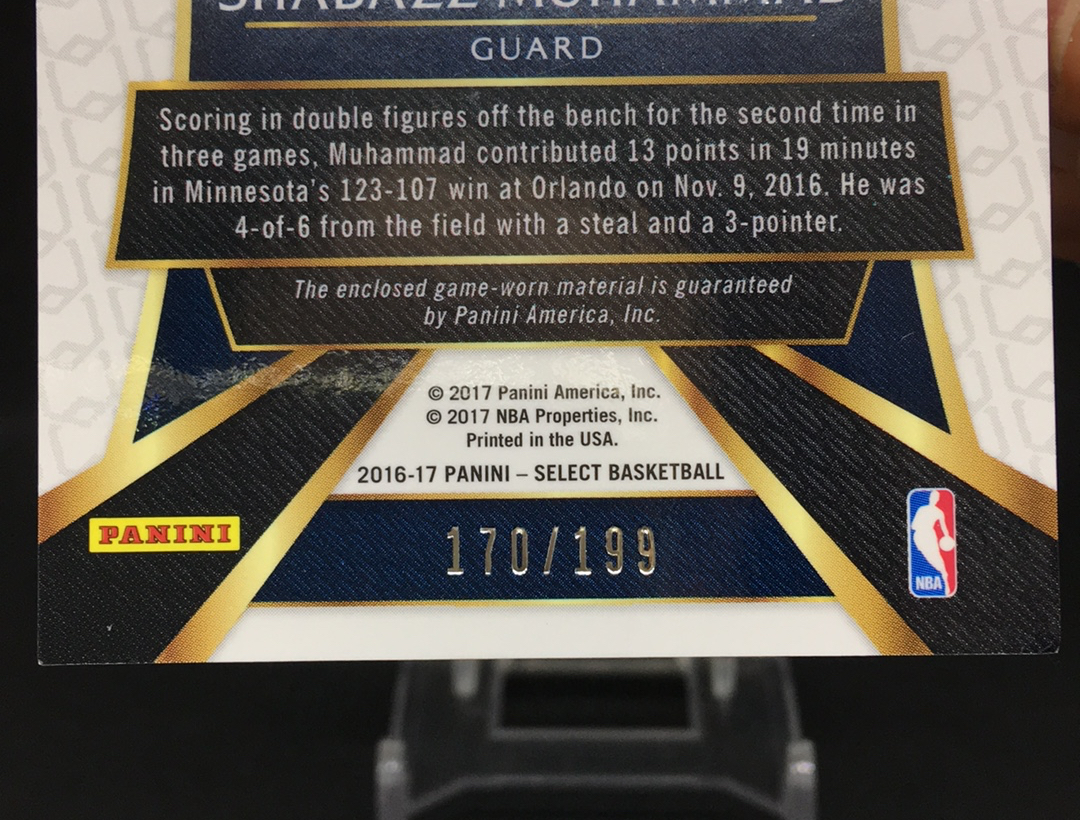 SHABAZZ MUHAMMAD
GUARD
Scoring in double figures off the bench for the second time in
three games, Muhammad contributed 13 points in 19 minutes
in Minnesota's 123-107 win at Orlando on Nov. 9, 2016. He was
4-of-6 from the field with a steal and a 3-pointer.
The enclosed game-worn material is guaranteed
by Panini America, Inc.
© 2017 Panini America, Inc.
© 2017 NBA Properties, Inc.
Printed in the USA.
2016-17 PANINI – SELECT BASKETBALL
PANINI
170/199
NBA